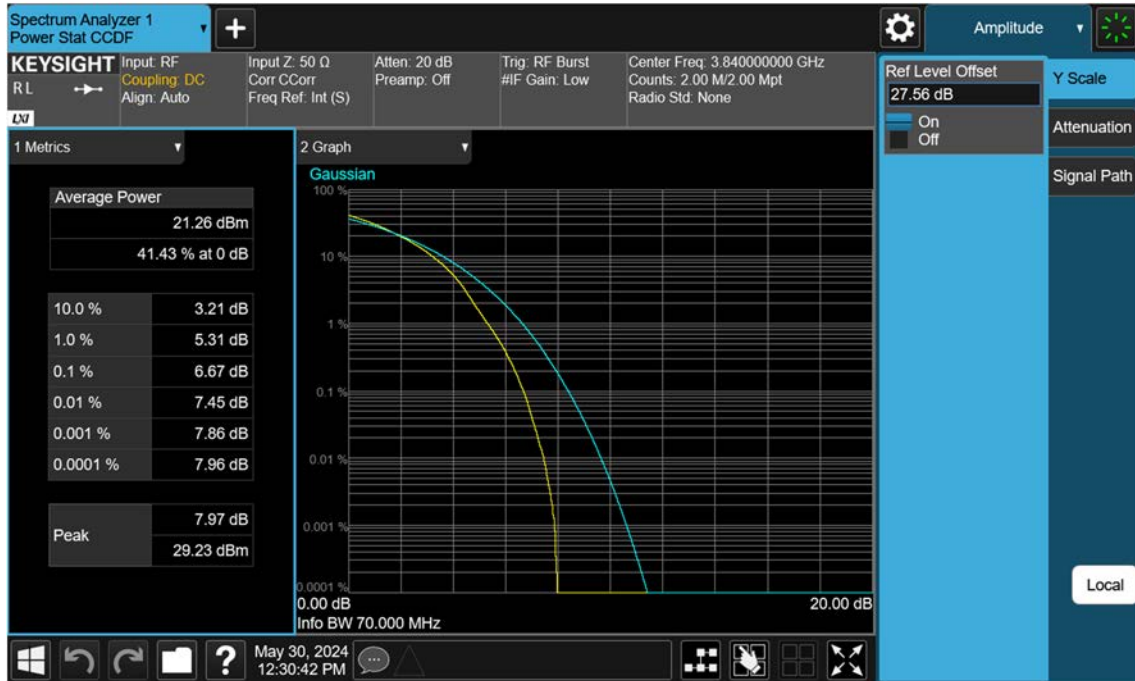 Spectrum Analyzer 1
Power Stat CCDF
Amplitude
KEYSIGHT
R L
LXI
Input: RF
Coupling: DC
Align: Auto
Input Z: 50 Ω
Corr CCorr
Freq Ref: Int (S)
Atten: 20 dB
Preamp: Off
Trig: RF Burst
#IF Gain: Low
Center Freq: 3.840000000 GHz
Counts: 2.00 M/2.00 Mpt
Radio Std: None
Ref Level Offset
27.56 dB
On
Off
Y Scale
Attenuation
Signal Path
1 Metrics
Average Power
21.26 dBm
41.43 % at 0 dB
10.0 % 3.21 dB
1.0 % 5.31 dB
0.1 % 6.67 dB
0.01 % 7.45 dB
0.001 % 7.86 dB
0.0001 % 7.96 dB
Peak
7.97 dB
29.23 dBm
2 Graph
Gaussian
100 %
10 %
1 %
0.1 %
0.01 %
0.001 %
0.0001 %
0.00 dB 20.00 dB
Info BW 70.000 MHz
Local
?
May 30, 2024
12:30:42 PM